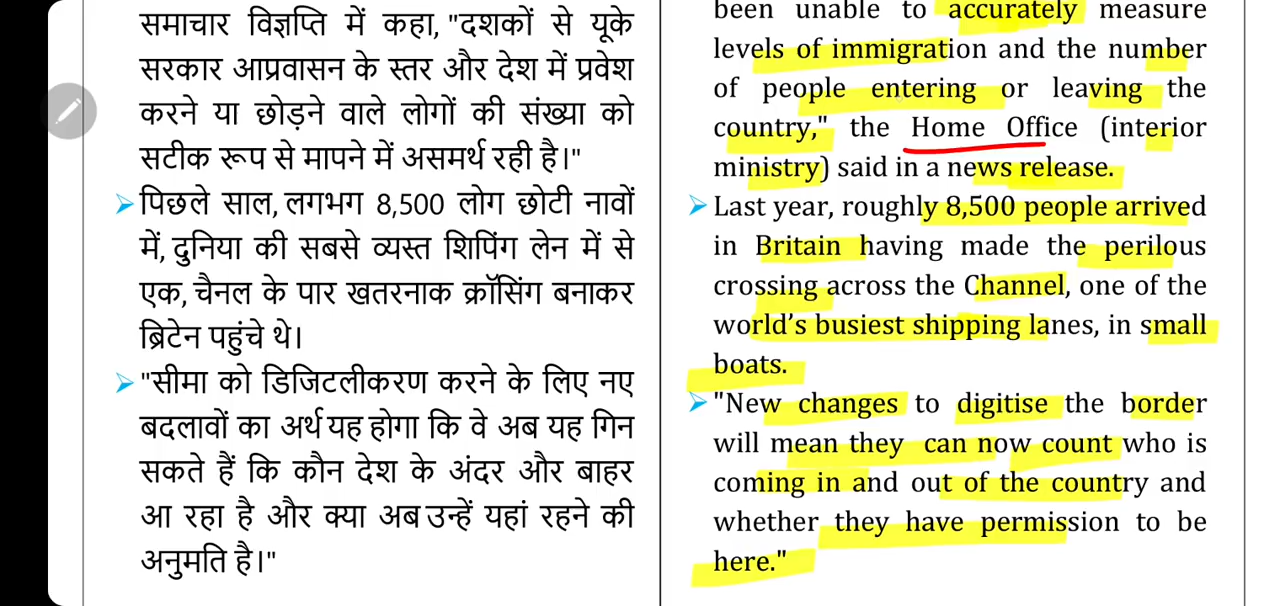 समाचार विज्ञप्ति में कहा, "दशकों से यूके
सरकार आप्रवासन के स्तर और देश में प्रवेश
करने या छोड़ने वाले लोगों की संख्या को
सटीक रूप से मापने में असमर्थ रही है।"
➢ पिछले साल, लगभग 8,500 लोग छोटी नावों
में, दुनिया की सबसे व्यस्त शिपिंग लेन में से
एक, चैनल के पार खतरनाक क्रॉसिंग बनाकर
ब्रिटेन पहुंचे थे।
➢ "सीमा को डिजिटलीकरण करने के लिए नए
बदलावों का अर्थ यह होगा कि वे अब यह गिन
सकते हैं कि कौन देश के अंदर और बाहर
आ रहा है और क्या अब उन्हें यहां रहने की
अनुमति है।"
been unable to accurately measure
levels of immigration and the number
of people entering or leaving the
country," the Home Office (interior
ministry) said in a news release.
➢ Last year, roughly 8,500 people arrived
in Britain having made the perilous
crossing across the Channel, one of the
world’s busiest shipping lanes, in small
boats.
➢ "New changes to digitise the border
will mean they can now count who is
coming in and out of the country and
whether they have permission to be
here."